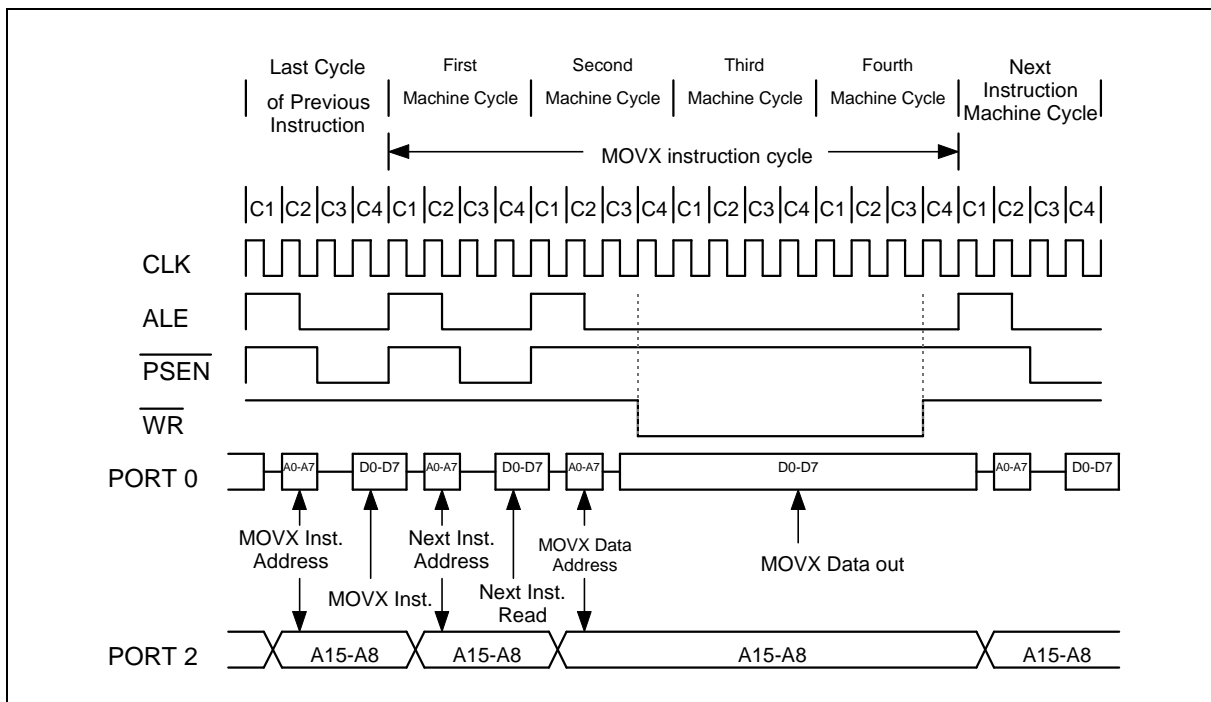 Last Cycle
of Previous
Instruction
First
Machine Cycle
Second
Machine Cycle
Third
Machine Cycle
Fourth
Machine Cycle
Next
Instruction
Machine Cycle
MOVX instruction cycle
C1 C2 C3 C4 C1 C2 C3 C4 C1 C2 C3 C4 C1 C2 C3 C4 C1 C2 C3 C4 C1 C2 C3 C4
CLK
ALE
PSEN
WR
PORT 0
A0-A7 D0-D7 A0-A7 D0-D7 A0-A7 D0-D7 A0-A7 D0-D7
MOVX Inst.
Address
MOVX Inst.
Next Inst.
Address
Next Inst.
Read
MOVX Data
Address
MOVX Data out
PORT 2
A15-A8 A15-A8 A15-A8 A15-A8